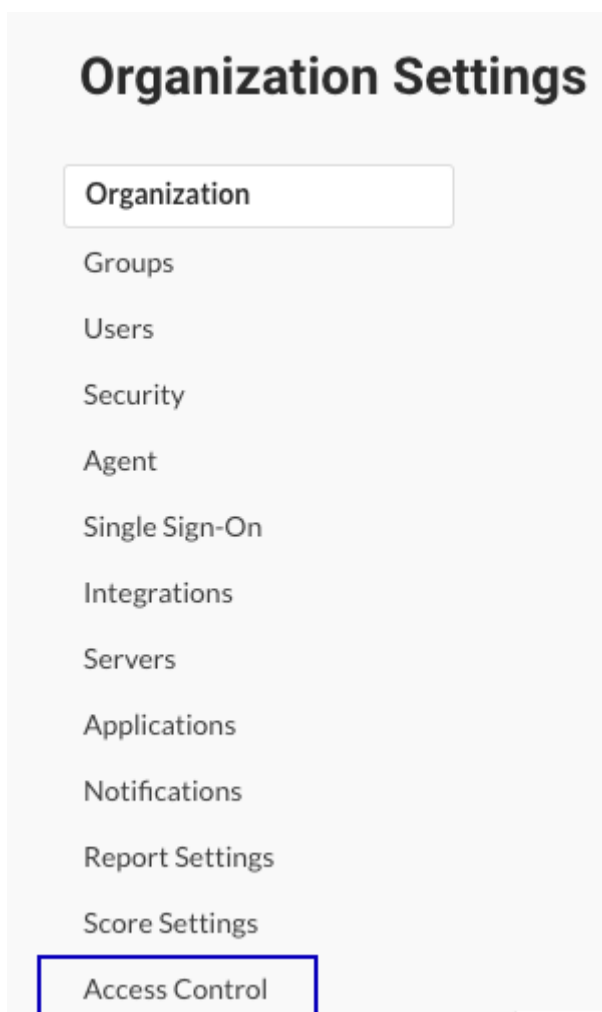 Organization Settings
Organization
Groups
Users
Security
Agent
Single Sign-On
Integrations
Servers
Applications
Notifications
Report Settings
Score Settings
Access Control